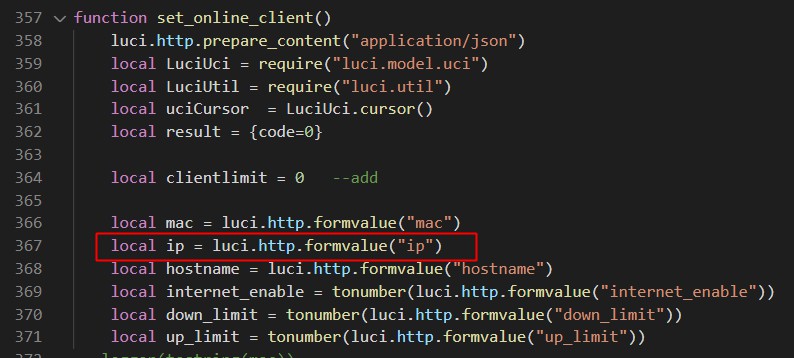 357 function set_online_client()
358 luci.http.prepare_content("application/json")
359 local LuciUci = require("luci.model.uci")
360 local LuciUtil = require("luci.util")
361 local uciCursor  = LuciUci.cursor()
362 local result = {code=0}
363
364 local clientlimit = 0   --add
365
366 local mac = luci.http.formvalue("mac")
367 local ip = luci.http.formvalue("ip")
368 local hostname = luci.http.formvalue("hostname")
369 local internet_enable = tonumber(luci.http.formvalue("internet_enable"))
370 local down_limit = tonumber(luci.http.formvalue("down_limit"))
371 local up_limit = tonumber(luci.http.formvalue("up_limit"))